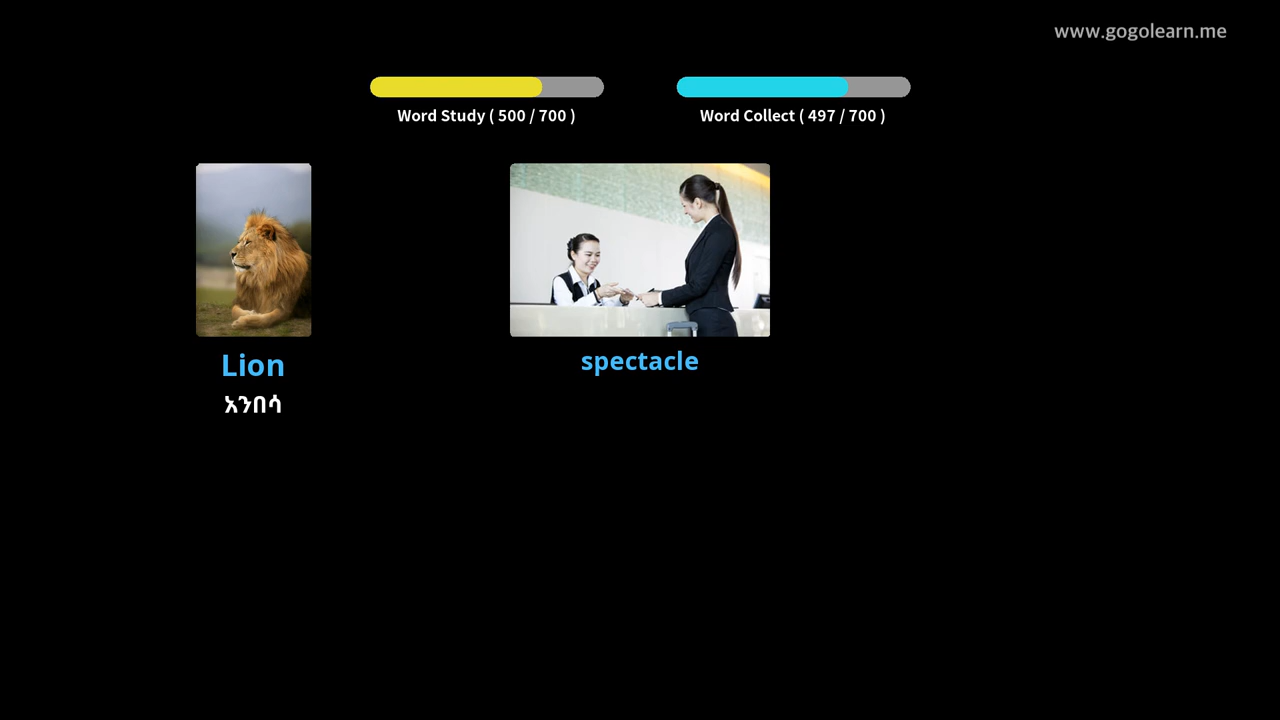 www.gogolearn.me
Word Study ( 500 / 700 )
Word Collect ( 497 / 700 )
Lion
አንበሳ
spectacle